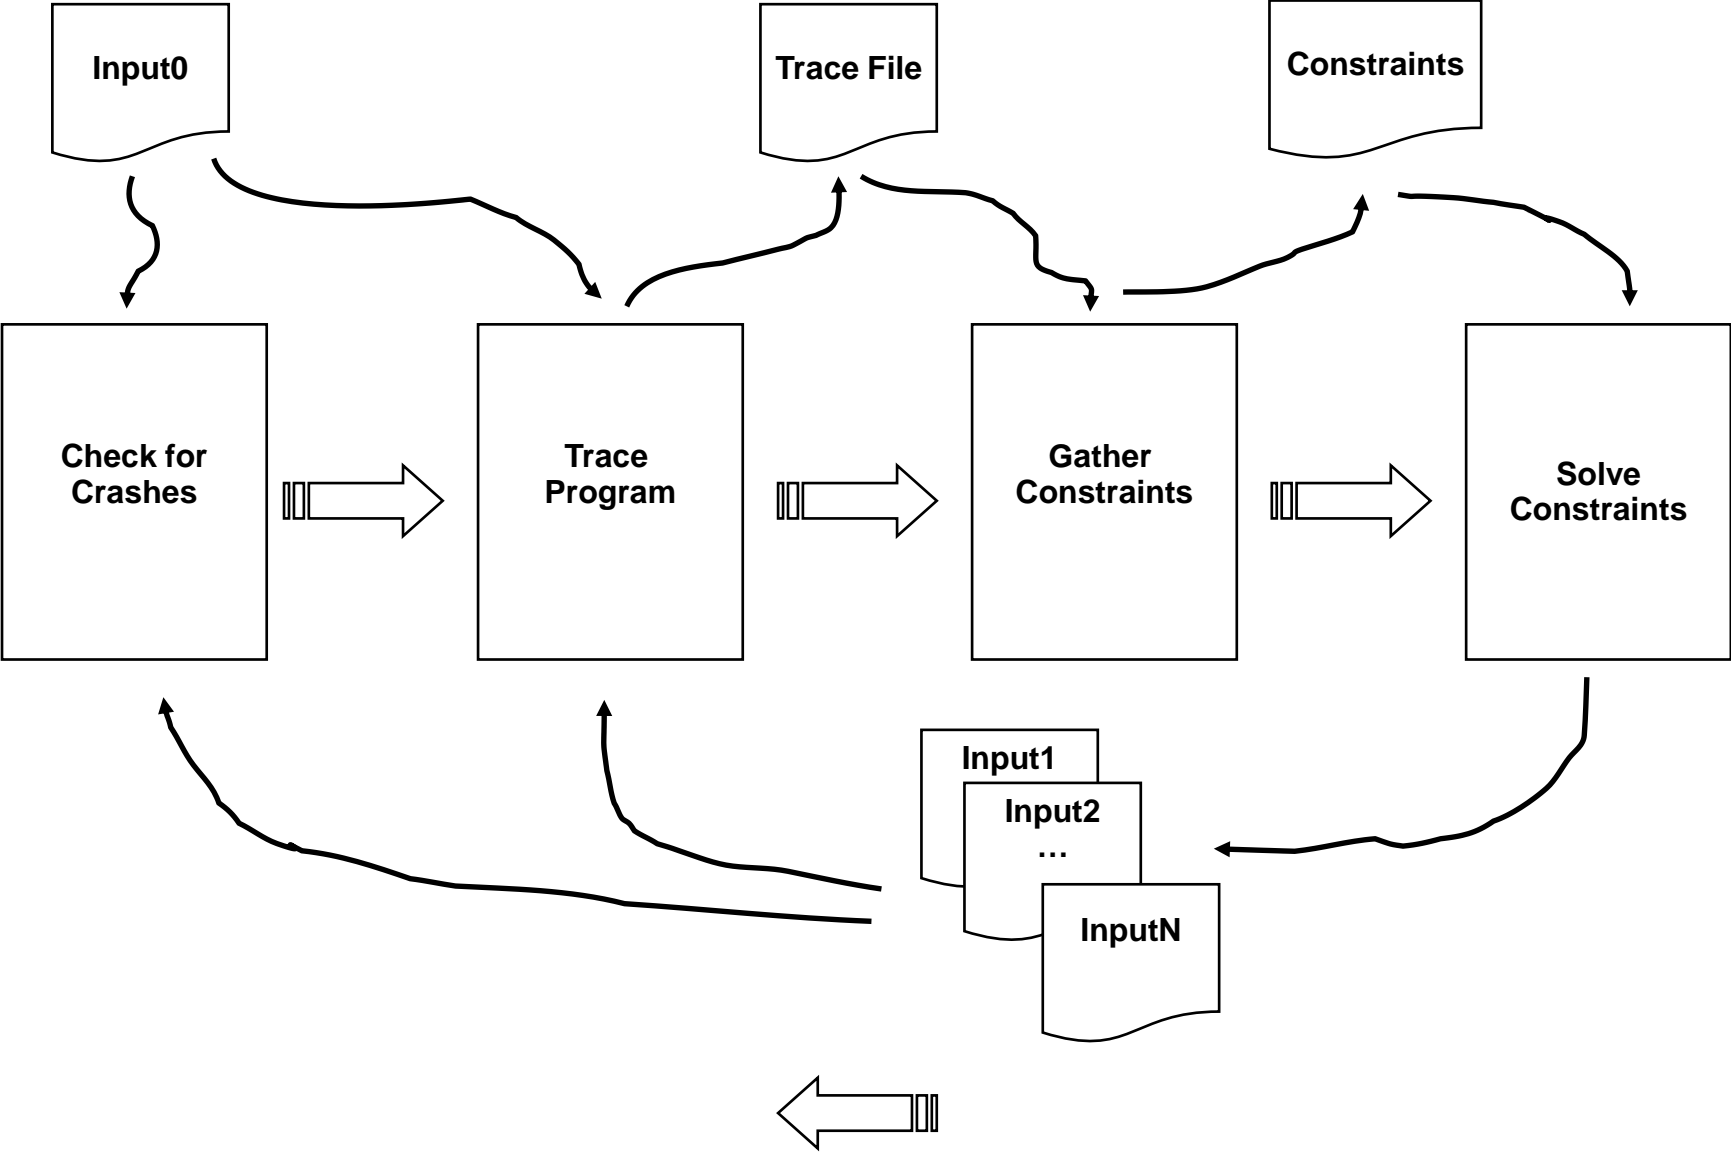 Input0
Trace File
Constraints
Check for
Crashes
Trace
Program
Gather
Constraints
Solve
Constraints
Input1
Input2
…
InputN